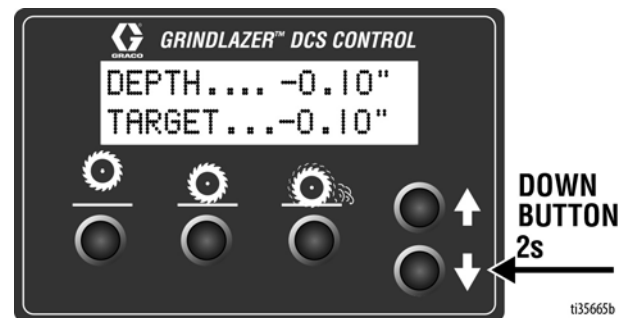 GRACO
GRINDLAZER™ DCS CONTROL
DEPTH.... -0.10"
TARGET...-0.10"
DOWN
BUTTON
2s
ti35665b